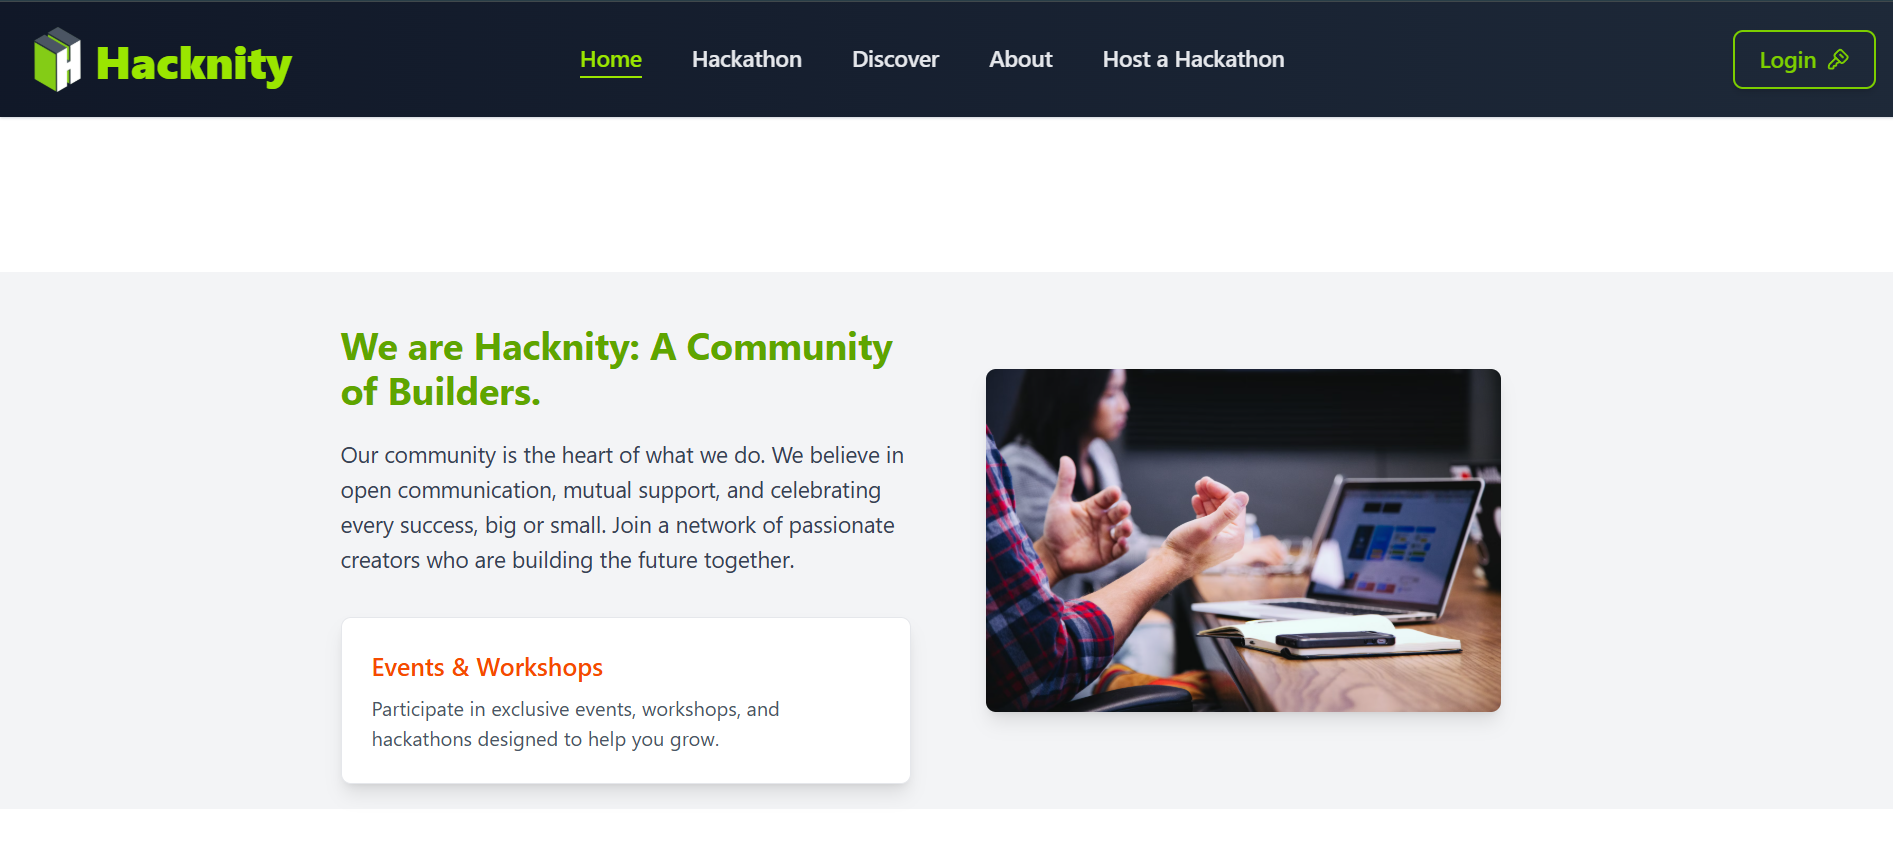 Hacknity
Home
Hackathon
Discover
About
Host a Hackathon
Login
We are Hacknity: A Community
of Builders.
Our community is the heart of what we do. We believe in
open communication, mutual support, and celebrating
every success, big or small. Join a network of passionate
creators who are building the future together.
Events & Workshops
Participate in exclusive events, workshops, and
hackathons designed to help you grow.